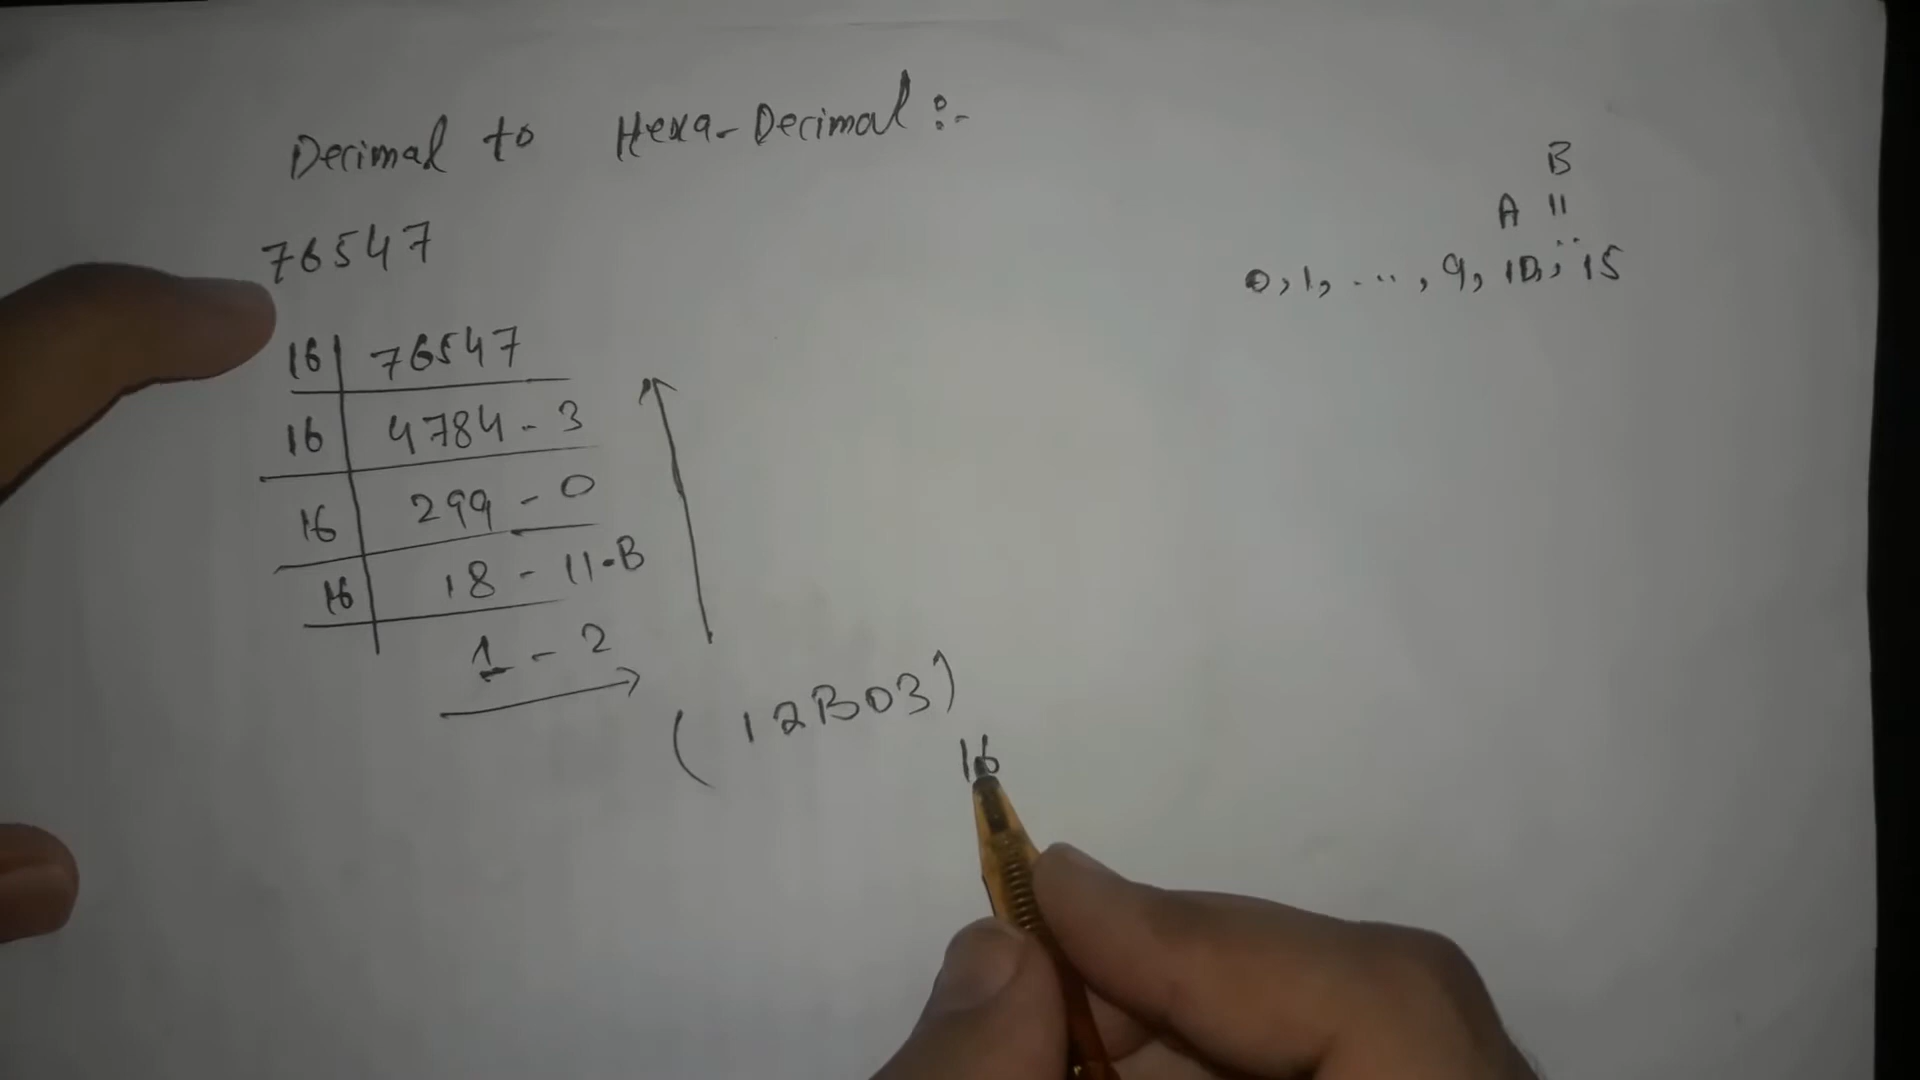 Decimal to Hexa-Decimal :-
76547
B
A 11
0, 1, ..., 9, 10, .. 15
16 76547
16 4784 - 3
16 299 - 0
16 18 - 11-B
1 - 2
(12B03)
16